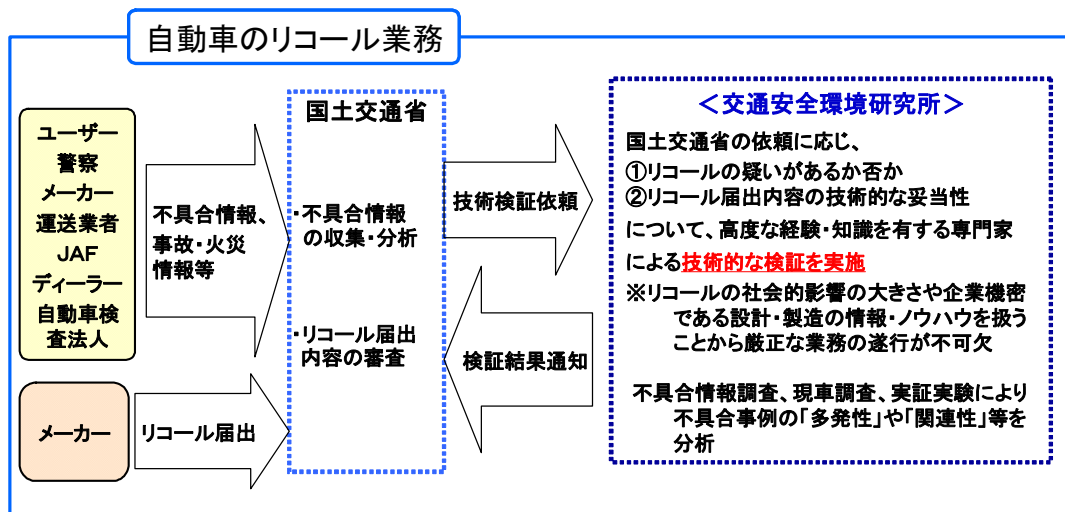 自動車のリコール業務
ユーザー
警察
メーカー
運送業者
JAF
ディーラー
自動車検
査法人
不具合情報、
事故・火災
情報等
メーカー
リコール届出
国土交通省
・不具合情報
の収集・分析
・リコール届出
内容の審査
技術検証依頼
検証結果通知
＜交通安全環境研究所＞
国土交通省の依頼に応じ、
①リコールの疑いがあるか否か
②リコール届出内容の技術的な妥当性
について、高度な経験・知識を有する専門家
による技術的な検証を実施
※リコールの社会的影響の大きさや企業機密
である設計・製造の情報・ノウハウを扱う
ことから厳正な業務の遂行が不可欠
不具合情報調査、現車調査、実証実験により
不具合事例の「多発性」や「関連性」等を
分析